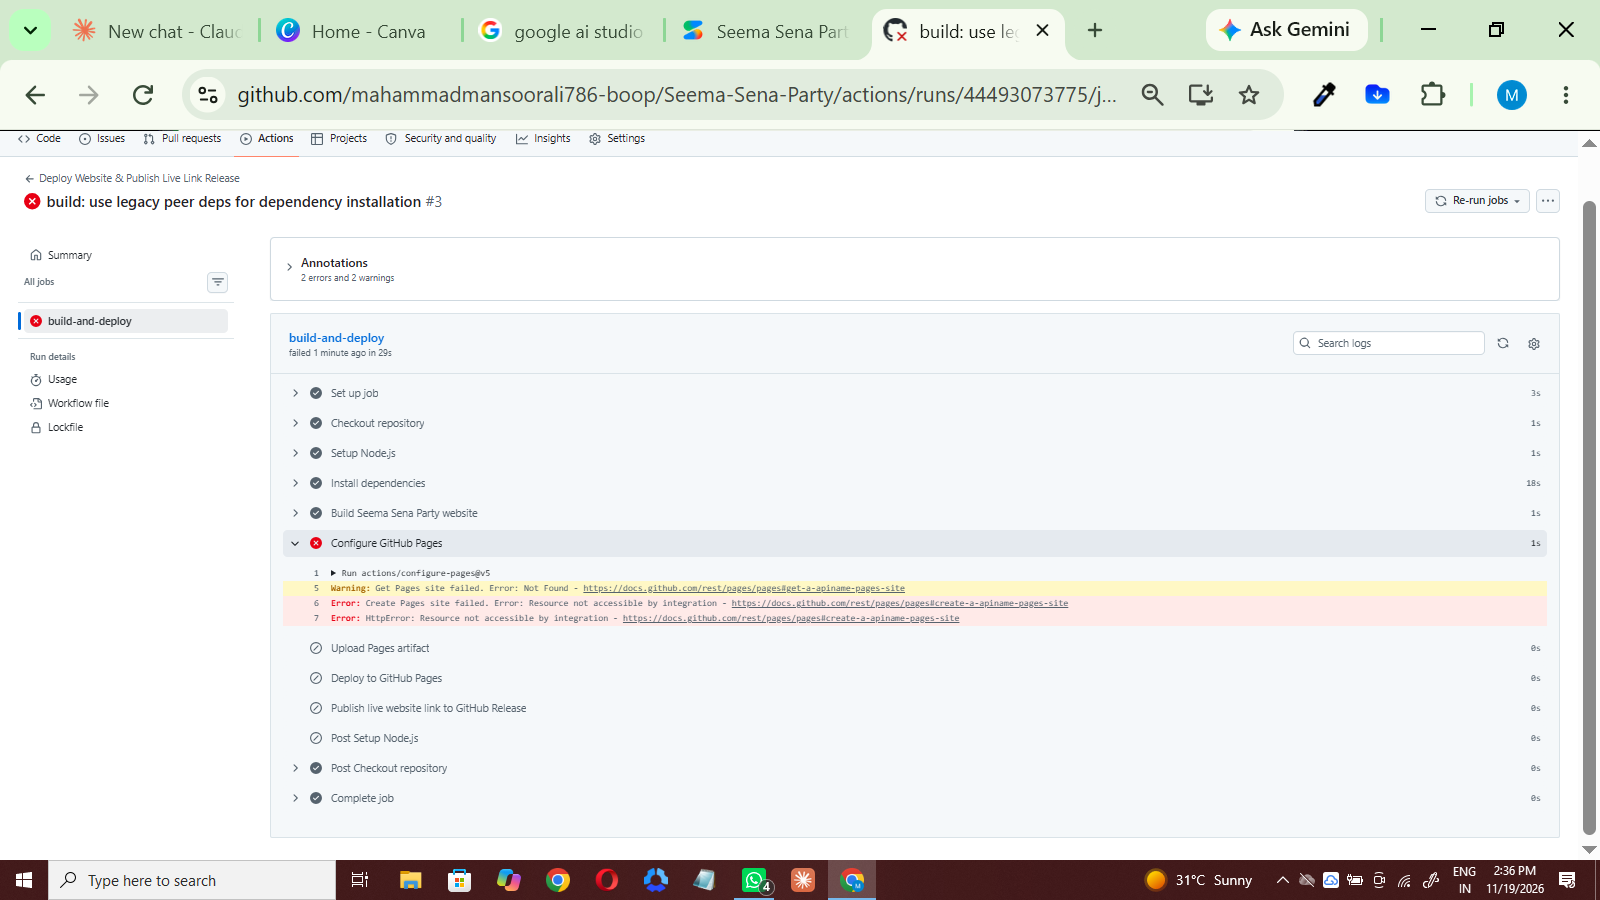 New chat - Claud
Home - Canva
google ai studio
Seema Sena Part
build: use leg
Ask Gemini
github.com/mahammadmansoorali786-boop/Seema-Sena-Party/actions/runs/44493073775/j...
M
Code
Issues
Pull requests
Actions
Projects
Security and quality
Insights
Settings
Deploy Website & Publish Live Link Release
build: use legacy peer deps for dependency installation #3
Re-run jobs
Summary
All jobs
build-and-deploy
Run details
Usage
Workflow file
Lockfile
Annotations
2 errors and 2 warnings
build-and-deploy
failed 1 minute ago in 29s
Search logs
Set up job 3s
Checkout repository 1s
Setup Node.js 1s
Install dependencies 18s
Build Seema Sena Party website 1s
Configure GitHub Pages 1s
1 Run actions/configure-pages@v5
5 Warning: Get Pages site failed. Error: Not Found - https://docs.github.com/rest/pages/pages#get-a-apiname-pages-site
6 Error: Create Pages site failed. Error: Resource not accessible by integration - https://docs.github.com/rest/pages/pages#create-a-apiname-pages-site
7 Error: HttpError: Resource not accessible by integration - https://docs.github.com/rest/pages/pages#create-a-apiname-pages-site
Upload Pages artifact 0s
Deploy to GitHub Pages 0s
Publish live website link to GitHub Release 0s
Post Setup Node.js 0s
Post Checkout repository 0s
Complete job 0s
Type here to search
4
31°C Sunny
ENG
IN
2:36 PM
11/19/2026